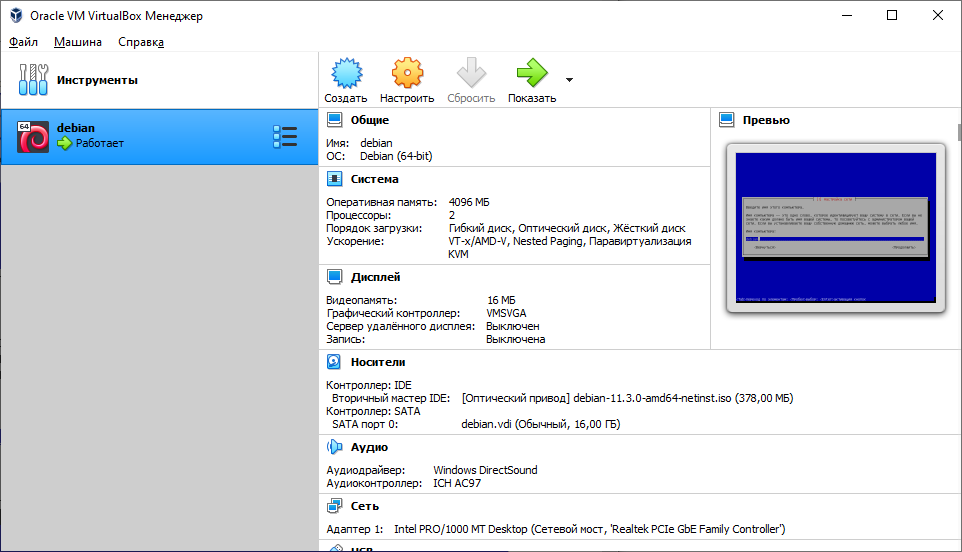 Oracle VM VirtualBox Менеджер
Файл Машина Справка
Инструменты
Создать Настроить Сбросить Показать
64
debian
Работает
Общие
Имя: debian
ОС: Debian (64-bit)
Система
Оперативная память: 4096 МБ
Процессоры: 2
Порядок загрузки: Гибкий диск, Оптический диск, Жёсткий диск
Ускорение: VT-x/AMD-V, Nested Paging, Паравиртуализация
KVM
Дисплей
Видеопамять: 16 МБ
Графический контроллер: VMSVGA
Сервер удалённого дисплея: Выключен
Запись: Выключена
Превью
Носители
Контроллер: IDE
Вторичный мастер IDE: [Оптический привод] debian-11.3.0-amd64-netinst.iso (378,00 МБ)
Контроллер: SATA
SATA порт 0: debian.vdi (Обычный, 16,00 ГБ)
Аудио
Аудиодрайвер: Windows DirectSound
Аудиоконтроллер: ICH AC97
Сеть
Адаптер 1: Intel PRO/1000 MT Desktop (Сетевой мост, 'Realtek PCIe GbE Family Controller')